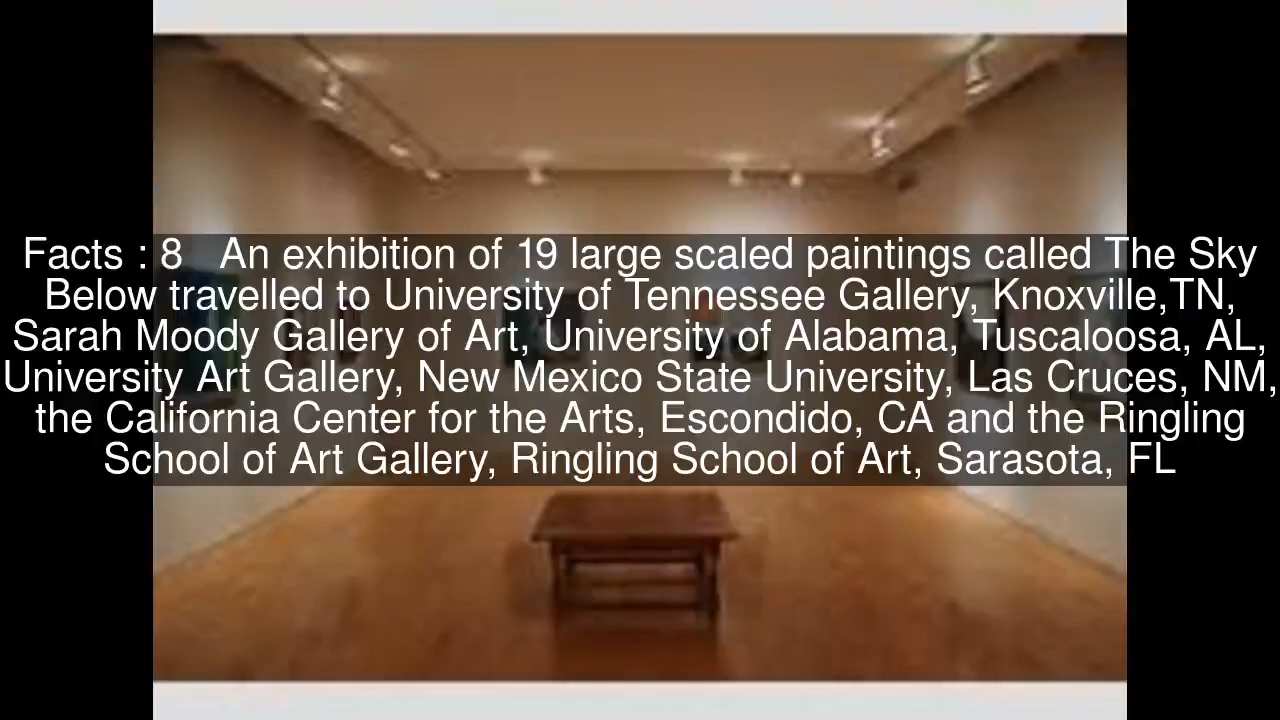 Facts : 8   An exhibition of 19 large scaled paintings called The Sky
Below travelled to University of Tennessee Gallery, Knoxville,TN,
Sarah Moody Gallery of Art, University of Alabama, Tuscaloosa, AL,
University Art Gallery, New Mexico State University, Las Cruces, NM,
the California Center for the Arts, Escondido, CA and the Ringling
School of Art Gallery, Ringling School of Art, Sarasota, FL